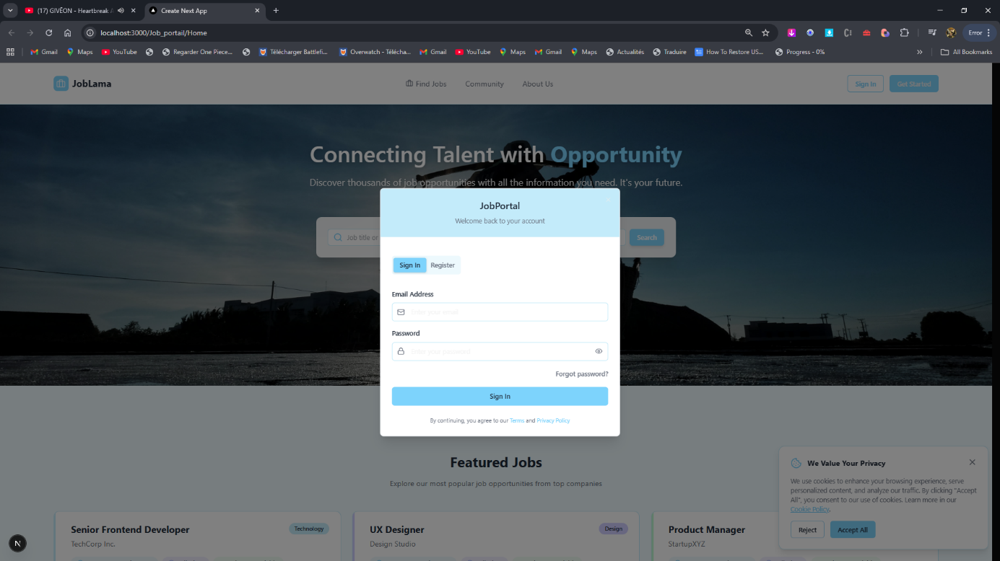 (17) GIVĒON - Heartbreak A
Create Next App
localhost:3000/Job_portail/Home
Error
Gmail
Maps
YouTube
Regarder One Piece...
Télécharger Battlefi...
Overwatch - Télécha...
Gmail
YouTube
Maps
Gmail
Maps
Actualités
Traduire
How To Restore US...
Progress - 0%
All Bookmarks
JobLama
Find Jobs
Community
About Us
Sign In
Get Started
Connecting Talent with Opportunity
Discover thousands of job opportunities with all the information you need. It's your future.
Job title or
Search
JobPortal
Welcome back to your account
Sign In
Register
Email Address
Enter your email
Password
Enter your password
Forgot password?
Sign In
By continuing, you agree to our Terms and Privacy Policy
Featured Jobs
Explore our most popular job opportunities from top companies
Senior Frontend Developer
Technology
TechCorp Inc.
UX Designer
Design
Design Studio
Product Manager
StartupXYZ
We Value Your Privacy
We use cookies to enhance your browsing experience, serve
personalized content, and analyze our traffic. By clicking "Accept
All", you consent to our use of cookies. Learn more in our
Cookie Policy.
Reject
Accept All
N